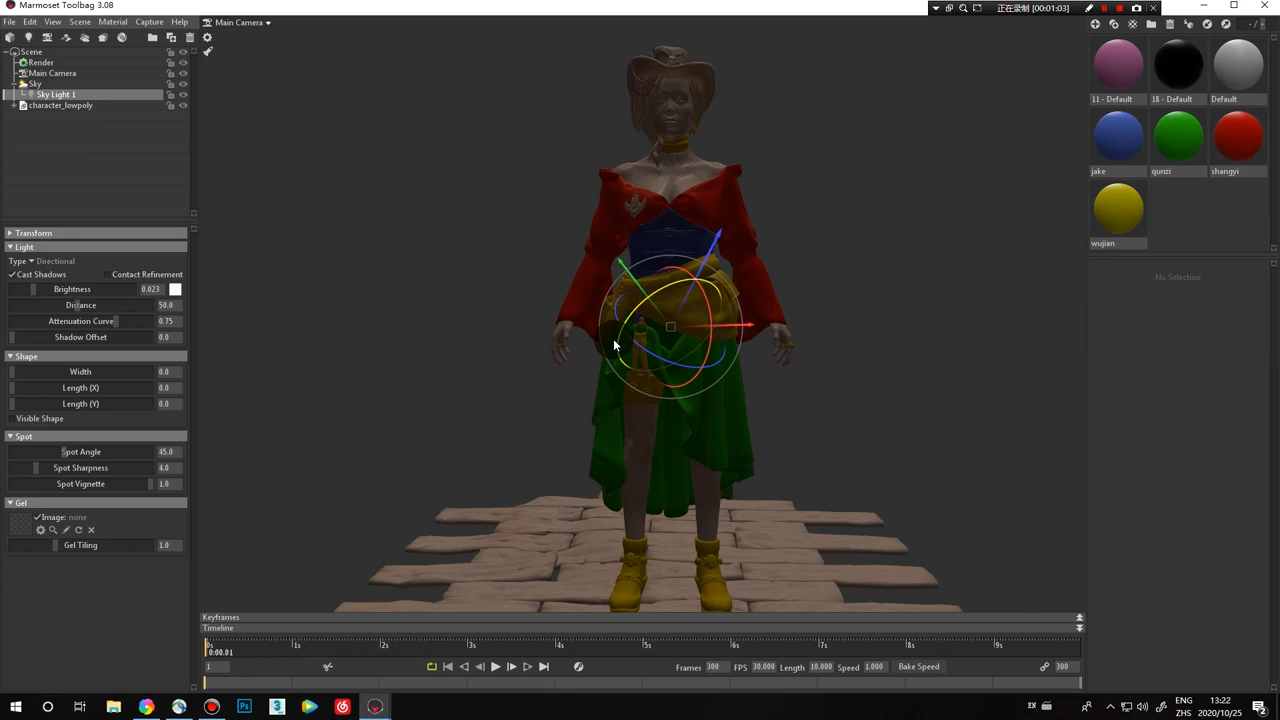 Marmoset Toolbag 3.08
正在录制 [00:01:03]
File Edit View Scene Material Capture Help
Main Camera
- /
Scene
Render
Main Camera
Sky
Sky Light 1
character_lowpoly
11 - Default 18 - Default Default
jake qunzi shangyi
wujian
No Selection
Transform
Light
Type Directional
Cast Shadows Contact Refinement
Brightness 0.023
Distance 50.0
Attenuation Curve 0.75
Shadow Offset 0.0
Shape
Width 0.0
Length (X) 0.0
Length (Y) 0.0
Visible Shape
Spot
Spot Angle 45.0
Spot Sharpness 4.0
Spot Vignette 1.0
Gel
Image: none
Gel Tiling 1.0
Keyframes
Timeline
0s 1s 2s 3s 4s 5s 6s 7s 8s 9s
0:00.01
1 Frames 300 FPS 30.000 Length 10.000 Speed 1.000 Bake Speed 300
Ps 3
ENG 13:22
ZHS 2020/10/25 2